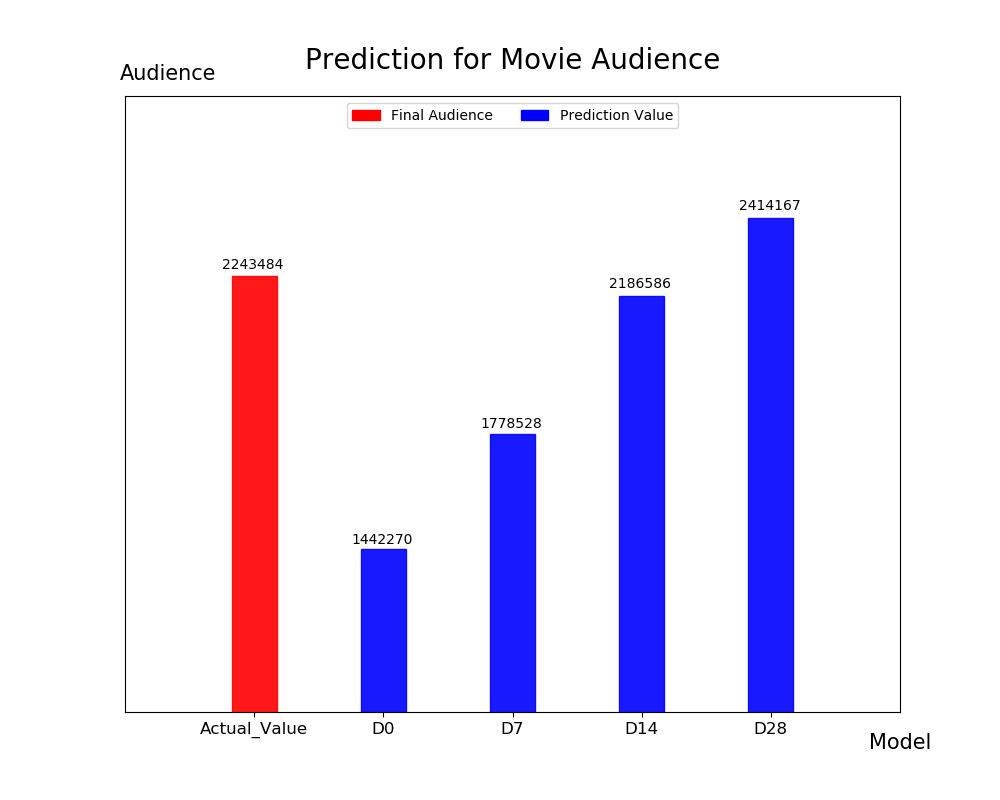 Prediction for Movie Audience
Audience
Final Audience
Prediction Value
2243484
1442270
1778528
2186586
2414167
Actual_Value
D0
D7
D14
D28
Model